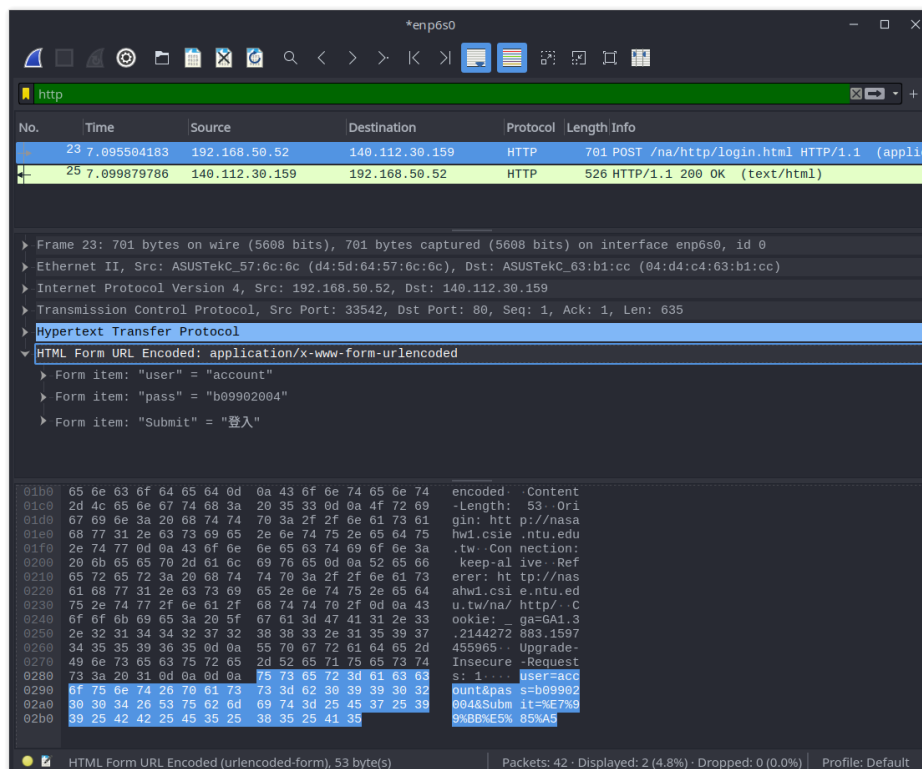 *enp6s0
http
No. Time Source Destination Protocol Length Info
23 7.095504183 192.168.50.52 140.112.30.159 HTTP 701 POST /na/http/login.html HTTP/1.1 (appli
25 7.099879786 140.112.30.159 192.168.50.52 HTTP 526 HTTP/1.1 200 OK (text/html)
Frame 23: 701 bytes on wire (5608 bits), 701 bytes captured (5608 bits) on interface enp6s0, id 0
Ethernet II, Src: ASUSTekC_57:6c:6c (d4:5d:64:57:6c:6c), Dst: ASUSTekC_63:b1:cc (04:d4:c4:63:b1:cc)
Internet Protocol Version 4, Src: 192.168.50.52, Dst: 140.112.30.159
Transmission Control Protocol, Src Port: 33542, Dst Port: 80, Seq: 1, Ack: 1, Len: 635
Hypertext Transfer Protocol
HTML Form URL Encoded: application/x-www-form-urlencoded
Form item: "user" = "account"
Form item: "pass" = "b09902004"
Form item: "Submit" = "登入"
01b0 65 6e 63 6f 64 65 64 0d 0a 43 6f 6e 74 65 6e 74 encoded··Content
01c0 2d 4c 65 6e 67 74 68 3a 20 35 33 0d 0a 4f 72 69 -Length: 53··Ori
01d0 67 69 6e 3a 20 68 74 74 70 3a 2f 2f 6e 61 73 61 gin: htt p://nasa
01e0 68 77 31 2e 63 73 69 65 2e 6e 74 75 2e 65 64 75 hw1.csie .ntu.edu
01f0 2e 74 77 0d 0a 43 6f 6e 6e 65 63 74 69 6f 6e 3a .tw··Con nection:
0200 20 6b 65 65 70 2d 61 6c 69 76 65 0d 0a 52 65 66 keep-al ive··Ref
0210 65 72 65 72 3a 20 68 74 74 70 3a 2f 2f 6e 61 73 erer: ht tp://nas
0220 61 68 77 31 2e 63 73 69 65 2e 6e 74 75 2e 65 64 ahw1.csi e.ntu.ed
0230 75 2e 74 77 2f 6e 61 2f 68 74 74 70 2f 0d 0a 43 u.tw/na/ http/··C
0240 6f 6f 6b 69 65 3a 20 5f 67 61 3d 47 41 31 2e 33 ookie: _ ga=GA1.3
0250 2e 32 31 34 34 32 37 32 38 38 33 2e 31 35 39 37 .2144272 883.1597
0260 34 35 35 39 36 35 0d 0a 55 70 67 72 61 64 65 2d 455965·· Upgrade-
0270 49 6e 73 65 63 75 72 65 2d 52 65 71 75 65 73 74 Insecure -Request
0280 73 3a 20 31 0d 0a 0d 0a 75 73 65 72 3d 61 63 63 s: 1···· user=acc
0290 6f 75 6e 74 26 70 61 73 73 3d 62 30 39 39 30 32 ount&pas s=b09902
02a0 30 30 34 26 53 75 62 6d 69 74 3d 25 45 37 25 39 004&Subm it=%E7%9
02b0 39 25 42 42 25 45 35 25 38 35 25 41 35 9%BB%E5% 85%A5
HTML Form URL Encoded (urlencoded-form), 53 byte(s) Packets: 42 · Displayed: 2 (4.8%) · Dropped: 0 (0.0%) Profile: Default